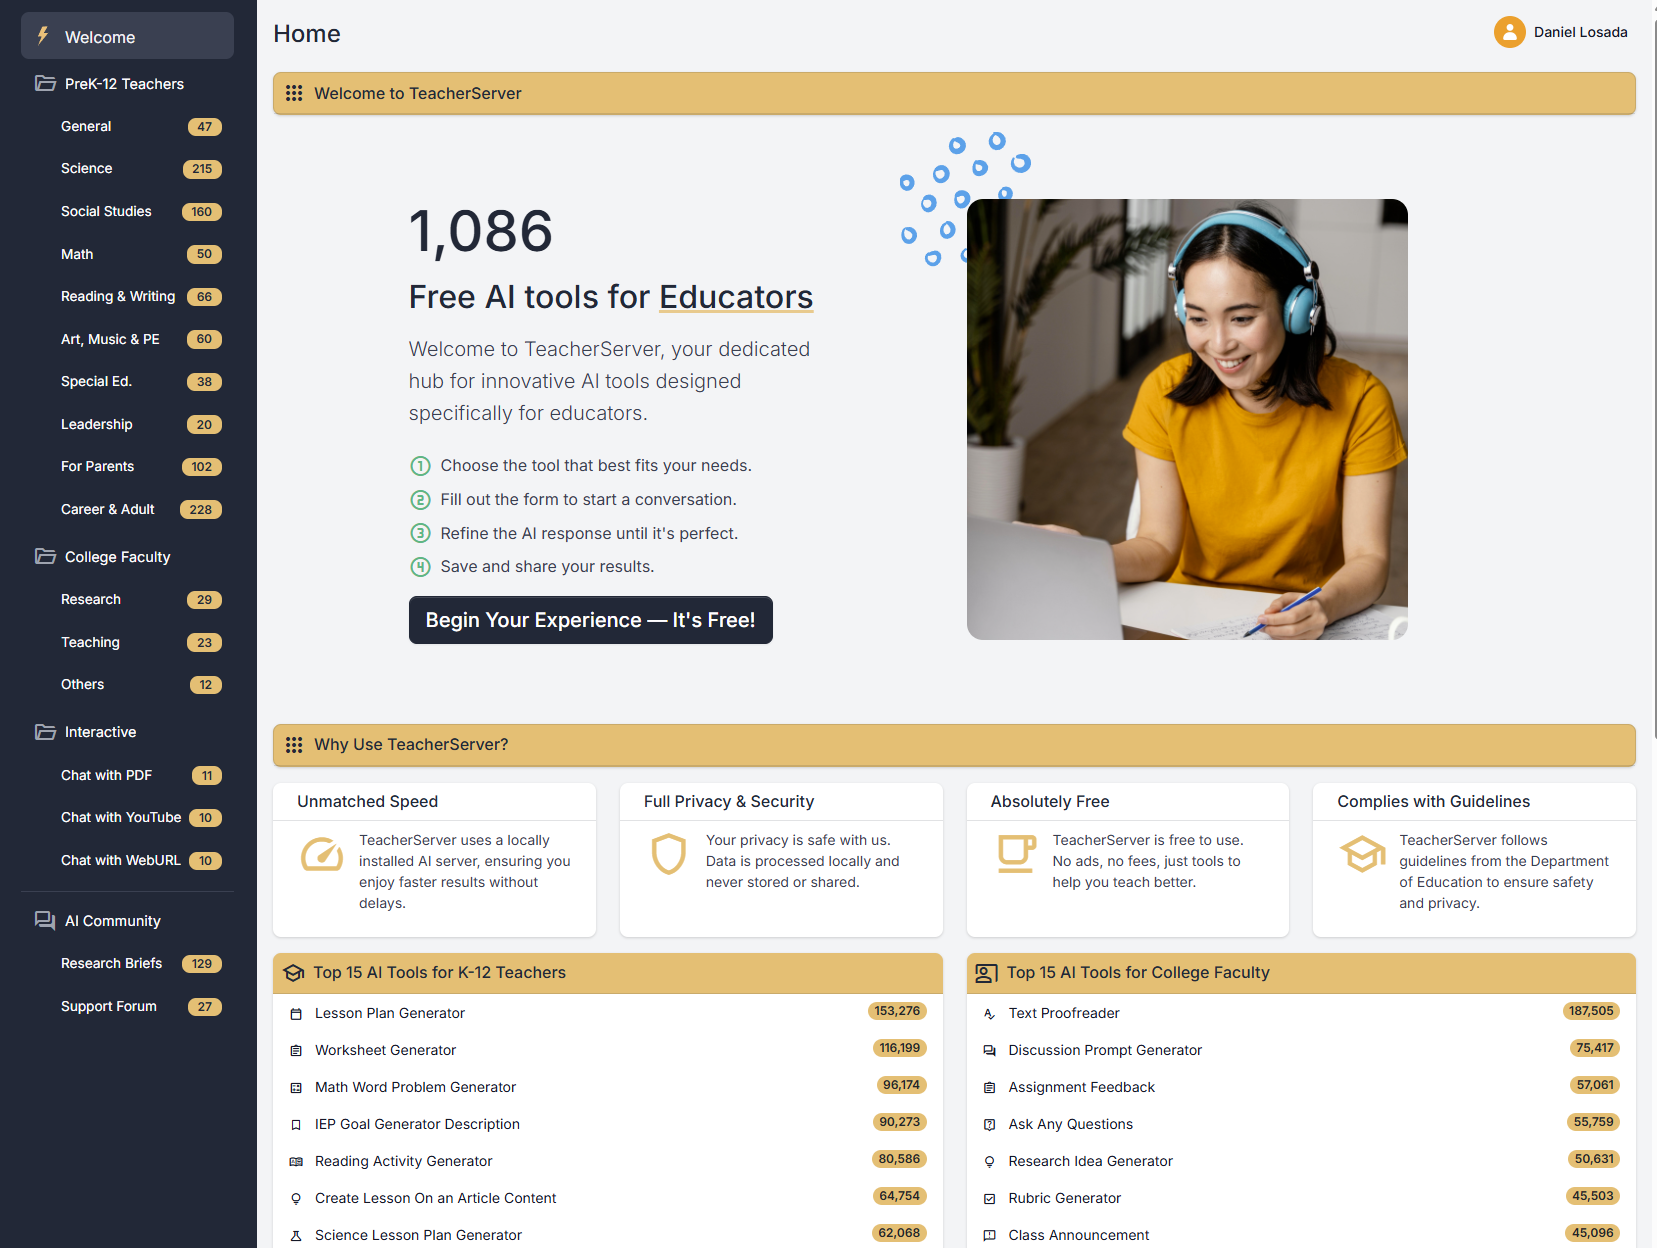 Welcome
PreK-12 Teachers
General 47
Science 215
Social Studies 160
Math 50
Reading & Writing 66
Art, Music & PE 60
Special Ed. 38
Leadership 20
For Parents 102
Career & Adult 228
College Faculty
Research 29
Teaching 23
Others 12
Interactive
Chat with PDF 11
Chat with YouTube 10
Chat with WebURL 10
AI Community
Research Briefs 129
Support Forum 27
Home
Daniel Losada
Welcome to TeacherServer
1,086
Free AI tools for Educators
Welcome to TeacherServer, your dedicated
hub for innovative AI tools designed
specifically for educators.
1 Choose the tool that best fits your needs.
2 Fill out the form to start a conversation.
3 Refine the AI response until it's perfect.
4 Save and share your results.
Begin Your Experience — It's Free!
Why Use TeacherServer?
Unmatched Speed
TeacherServer uses a locally
installed AI server, ensuring you
enjoy faster results without
delays.
Full Privacy & Security
Your privacy is safe with us.
Data is processed locally and
never stored or shared.
Absolutely Free
TeacherServer is free to use.
No ads, no fees, just tools to
help you teach better.
Complies with Guidelines
TeacherServer follows
guidelines from the Department
of Education to ensure safety
and privacy.
Top 15 AI Tools for K-12 Teachers
Lesson Plan Generator 153,276
Worksheet Generator 116,199
Math Word Problem Generator 96,174
IEP Goal Generator Description 90,273
Reading Activity Generator 80,586
Create Lesson On an Article Content 64,754
Science Lesson Plan Generator 62,068
Top 15 AI Tools for College Faculty
Text Proofreader 187,505
Discussion Prompt Generator 75,417
Assignment Feedback 57,061
Ask Any Questions 55,759
Research Idea Generator 50,631
Rubric Generator 45,503
Class Announcement 45,096